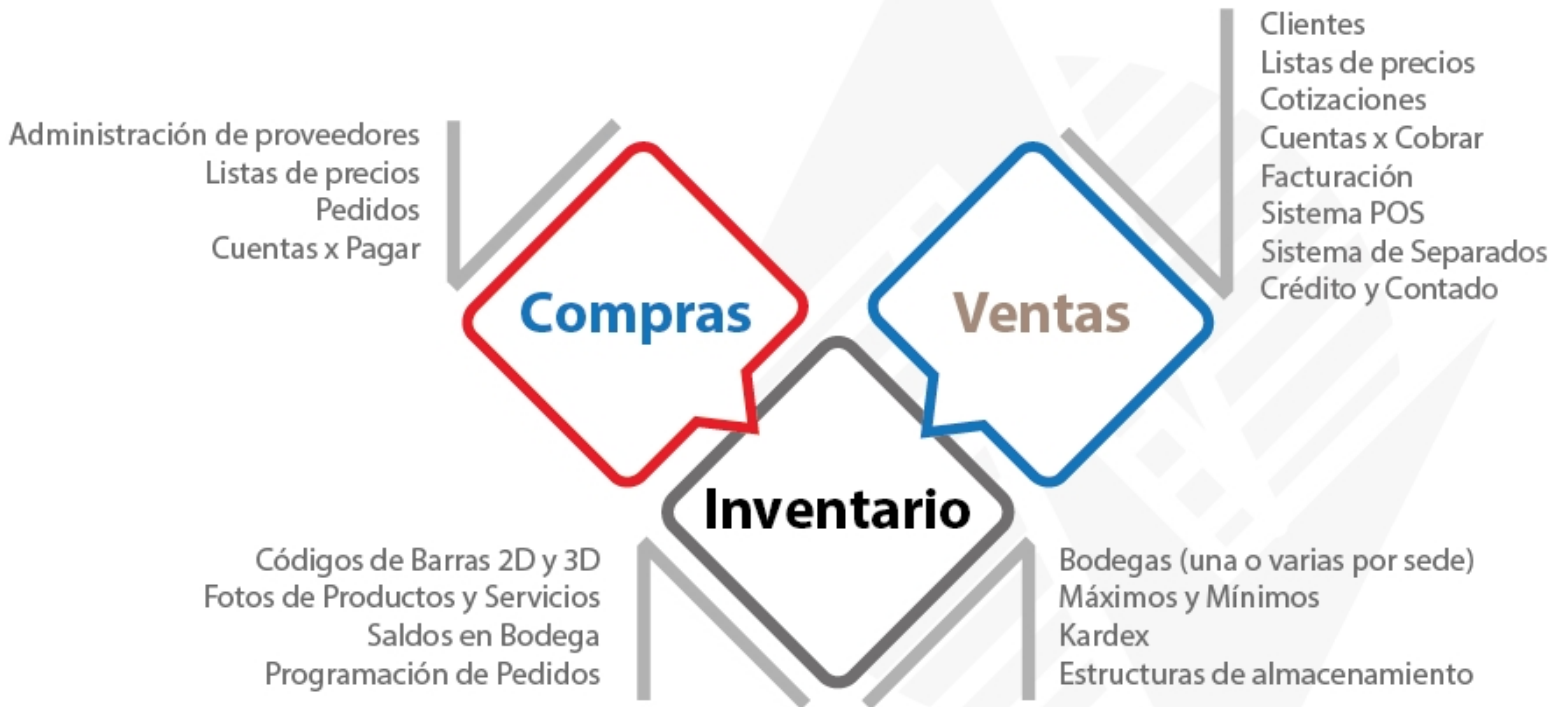 Administración de proveedores
Listas de precios
Pedidos
Cuentas x Pagar
Compras
Clientes
Listas de precios
Cotizaciones
Cuentas x Cobrar
Facturación
Sistema POS
Sistema de Separados
Crédito y Contado
Ventas
Inventario
Códigos de Barras 2D y 3D
Fotos de Productos y Servicios
Saldos en Bodega
Programación de Pedidos
Bodegas (una o varias por sede)
Máximos y Mínimos
Kardex
Estructuras de almacenamiento